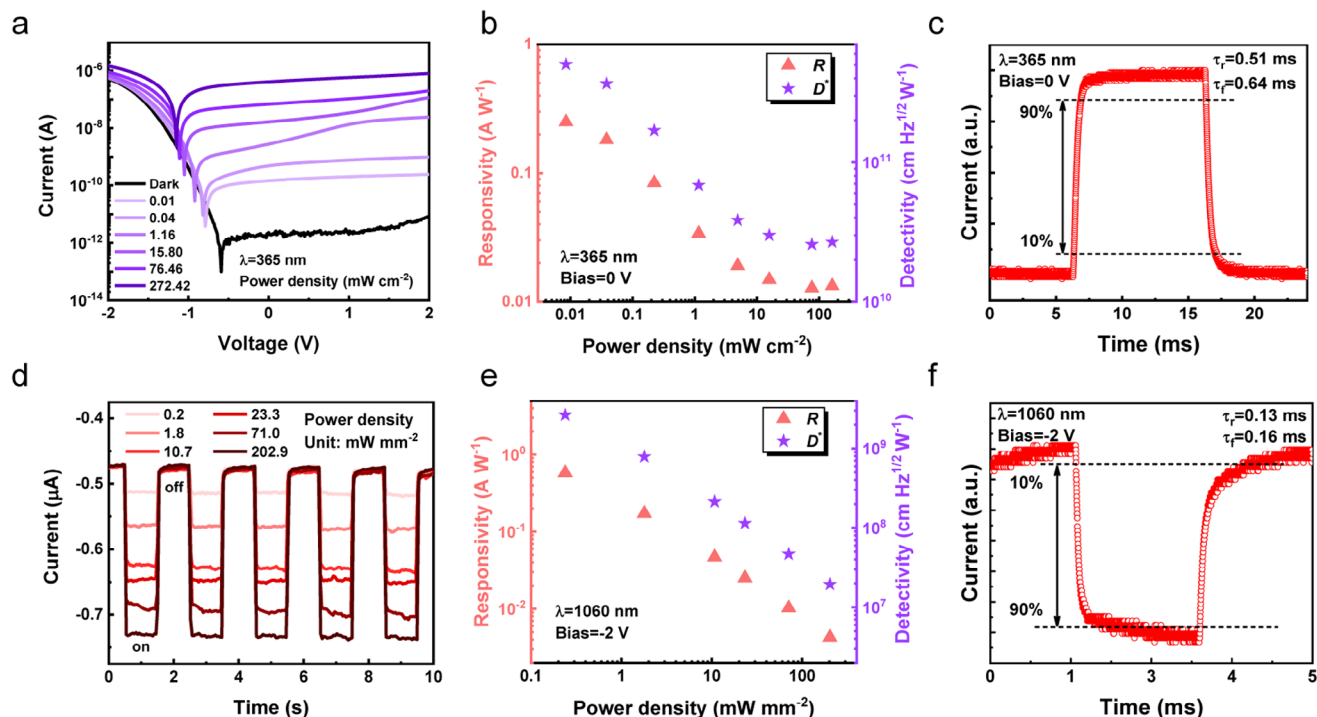 a
Current (A)
10⁻⁶
10⁻⁸
10⁻¹⁰
10⁻¹²
10⁻¹⁴
Dark
0.01
0.04
1.16
15.80
76.46
272.42
λ=365 nm
Power density (mW cm⁻²)
-2 -1 0 1 2
Voltage (V)
b
Responsivity (A W⁻¹)
1
0.1
0.01
R
D*
λ=365 nm
Bias=0 V
10¹¹
10¹⁰
Detectivity (cm Hz¹/² W⁻¹)
0.01 0.1 1 10 100
Power density (mW cm⁻²)
c
Current (a.u.)
λ=365 nm
Bias=0 V
τᵣ=0.51 ms
τf=0.64 ms
90%
10%
0 5 10 15 20
Time (ms)
d
Current (μA)
-0.4
-0.5
-0.6
-0.7
0.2 23.3
1.8 71.0
10.7 202.9
Power density
Unit: mW mm⁻²
off
on
0 2 4 6 8 10
Time (s)
e
Responsivity (A W⁻¹)
10⁰
10⁻¹
10⁻²
R
D*
λ=1060 nm
Bias=-2 V
10⁹
10⁸
10⁷
Detectivity (cm Hz¹/² W⁻¹)
0.1 1 10 100
Power density (mW mm⁻²)
f
Current (a.u.)
λ=1060 nm
Bias=-2 V
τᵣ=0.13 ms
τf=0.16 ms
10%
90%
0 1 2 3 4 5
Time (ms)